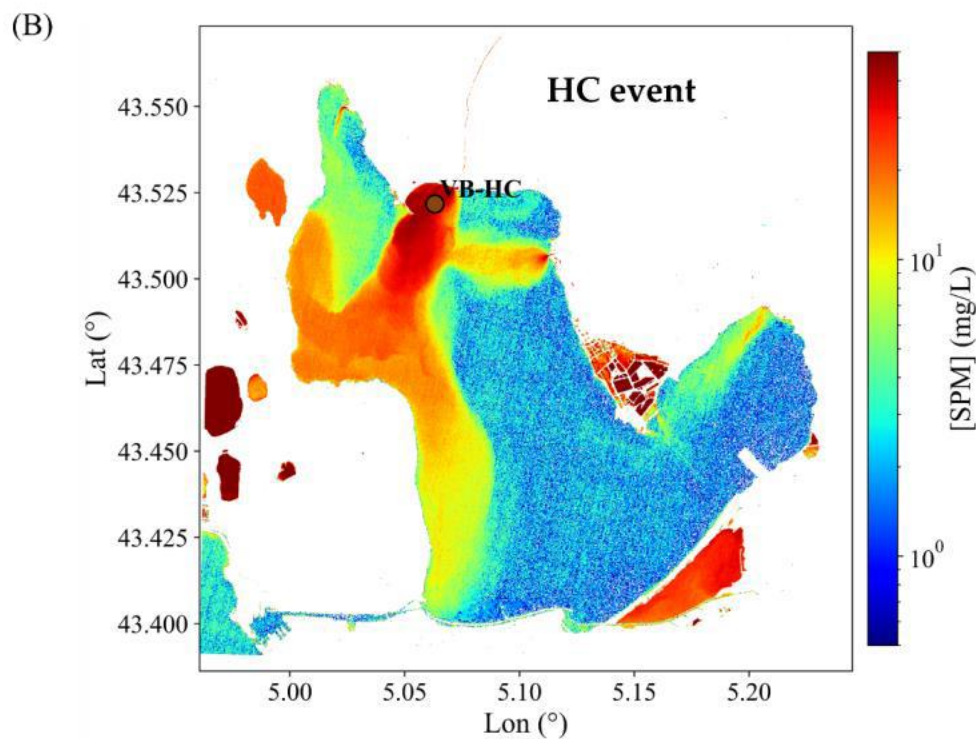 (B)
HC event
VB-HC
43.550
43.525
43.500
43.475
43.450
43.425
43.400
Lat (°)
5.00
5.05
5.10
5.15
5.20
Lon (°)
10¹
10⁰
[SPM] (mg/L)